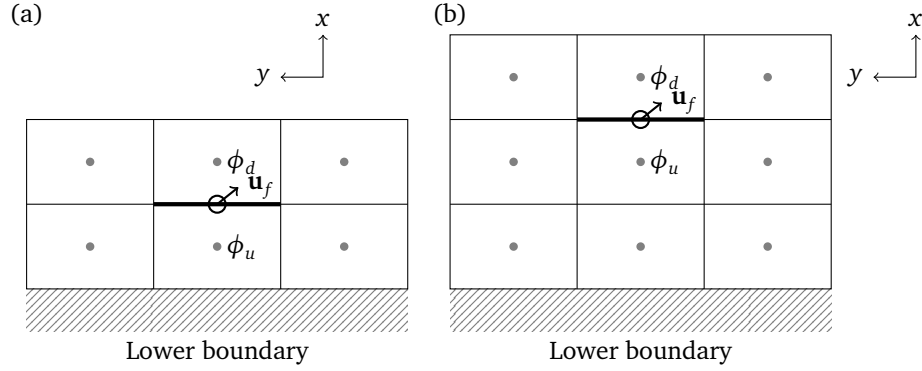 (a)
x
y
ϕd
uf
ϕu
Lower boundary
(b)
x
y
ϕd
uf
ϕu
Lower boundary